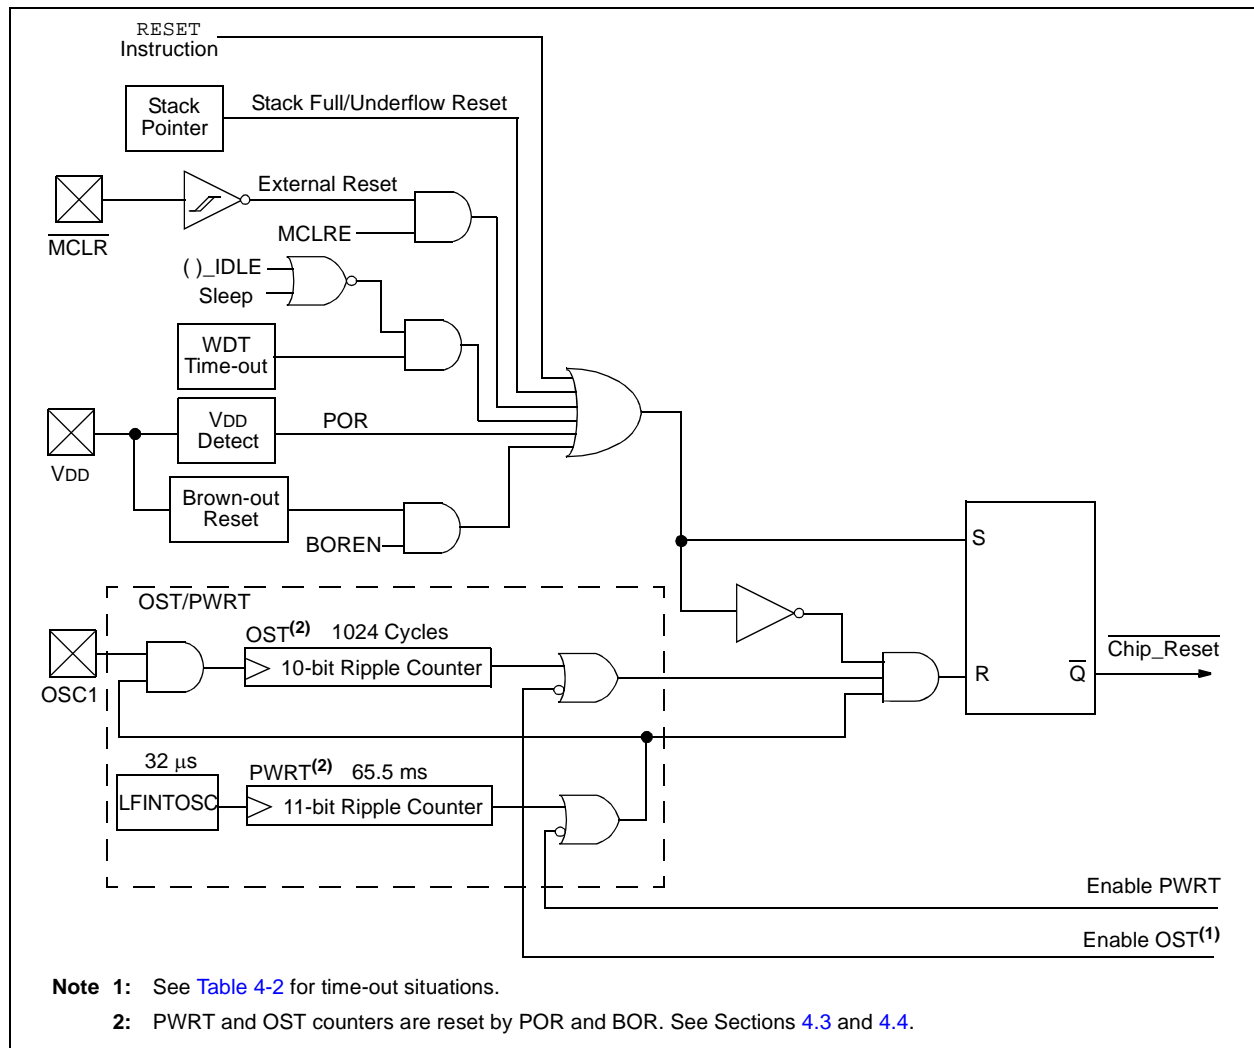 RESET
Instruction
Stack
Pointer
Stack Full/Underflow Reset
External Reset
MCLR
MCLRE
( )_IDLE
Sleep
WDT
Time-out
VDD
Detect
POR
VDD
Brown-out
Reset
BOREN
S
OST/PWRT
OST(2) 1024 Cycles
10-bit Ripple Counter
OSC1
Chip_Reset
R
Q
32 µs
LFINTOSC
PWRT(2) 65.5 ms
11-bit Ripple Counter
Enable PWRT
Enable OST(1)
Note 1: See Table 4-2 for time-out situations.
2: PWRT and OST counters are reset by POR and BOR. See Sections 4.3 and 4.4.